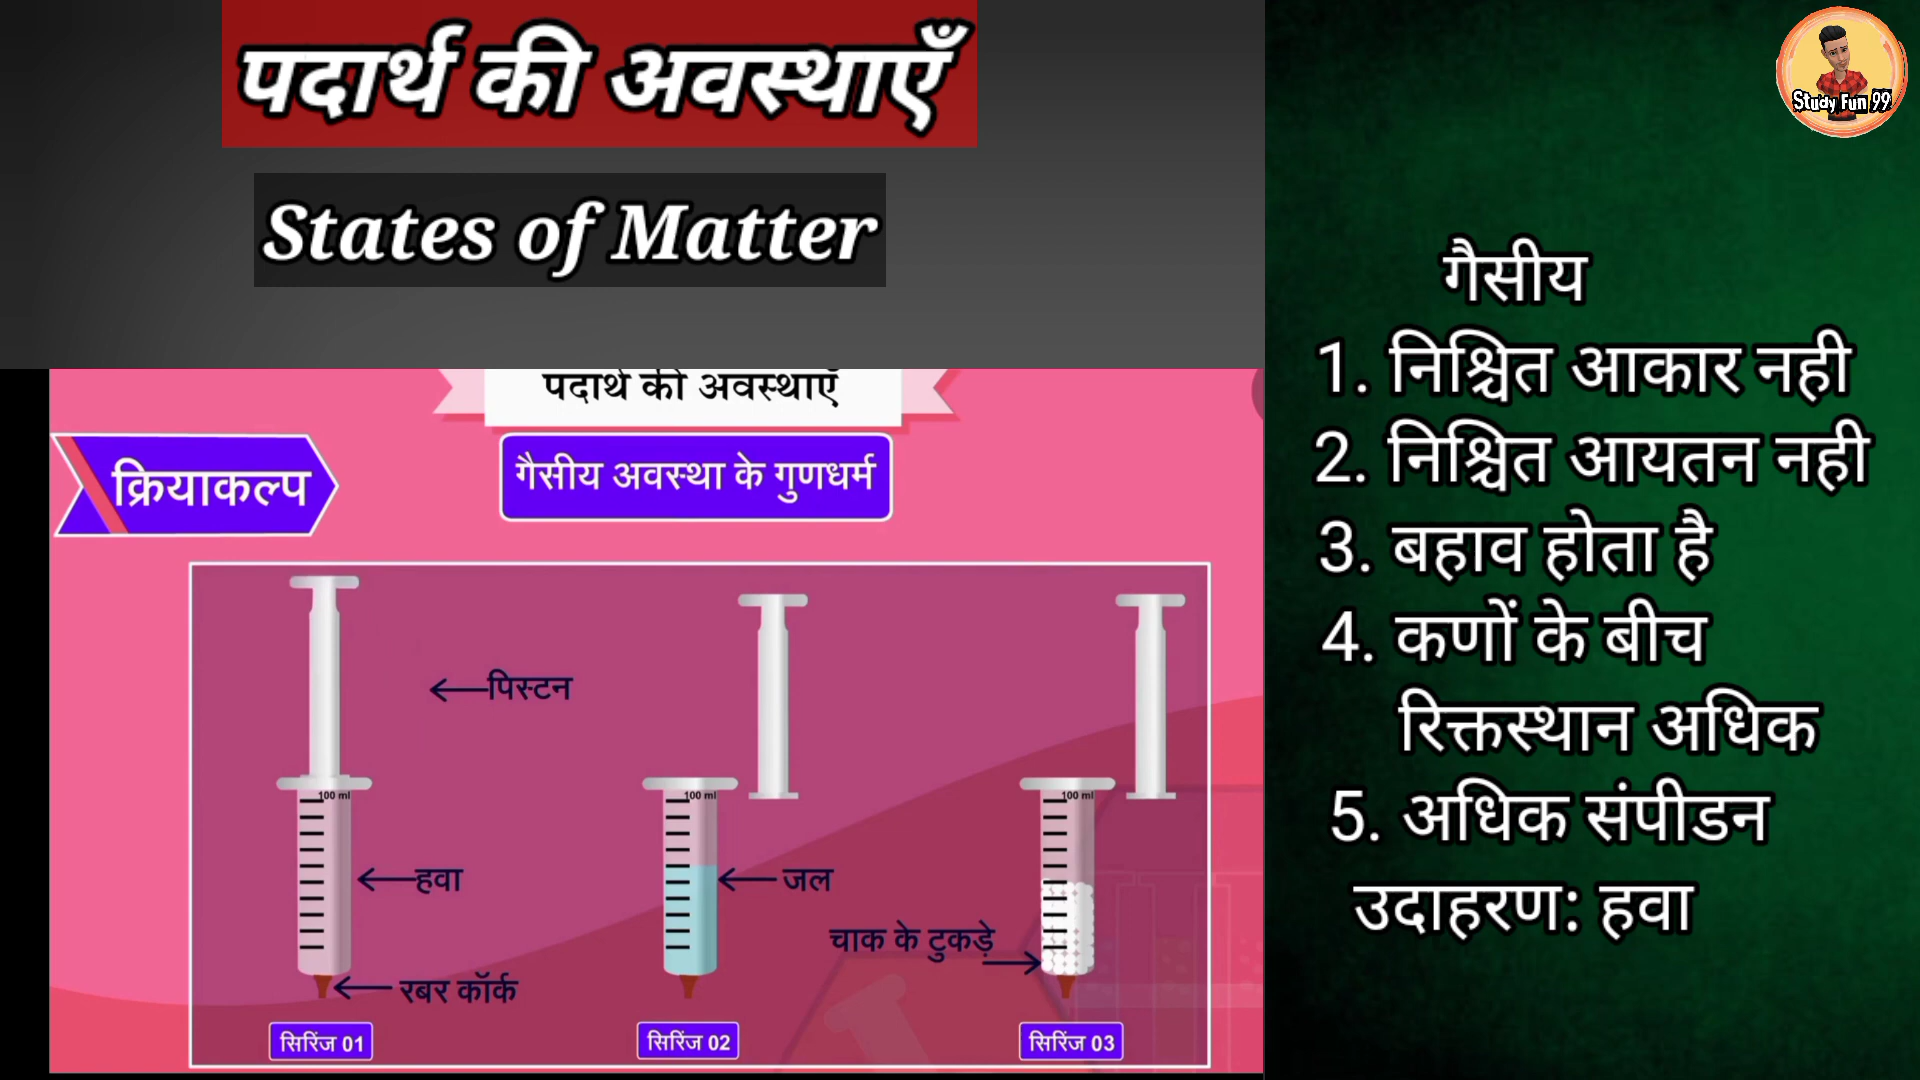 पदार्थ की अवस्थाएँ
States of Matter
पदार्थ की अवस्थाएँ
क्रियाकल्प
गैसीय अवस्था के गुणधर्म
पिस्टन
100 ml
100 ml
100 ml
हवा
जल
चाक के टुकड़े
रबर कॉर्क
सिरिंज 01
सिरिंज 02
सिरिंज 03
Study Fun 99
गैसीय
1. निश्चित आकार नही
2. निश्चित आयतन नही
3. बहाव होता है
4. कणों के बीच
रिक्तस्थान अधिक
5. अधिक संपीडन
उदाहरण: हवा